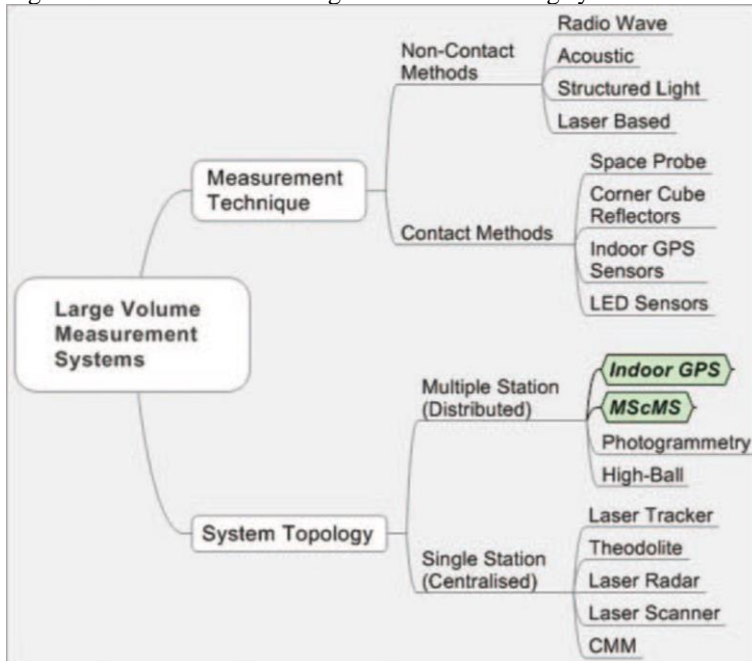 Radio Wave
Non-Contact
Methods
Acoustic
Structured Light
Laser Based
Measurement
Technique
Space Probe
Corner Cube
Reflectors
Contact Methods
Indoor GPS
Sensors
LED Sensors
Large Volume
Measurement
Systems
Indoor GPS
Multiple Station
(Distributed)
MScMS
Photogrammetry
High-Ball
System Topology
Laser Tracker
Theodolite
Single Station
(Centralised)
Laser Radar
Laser Scanner
CMM